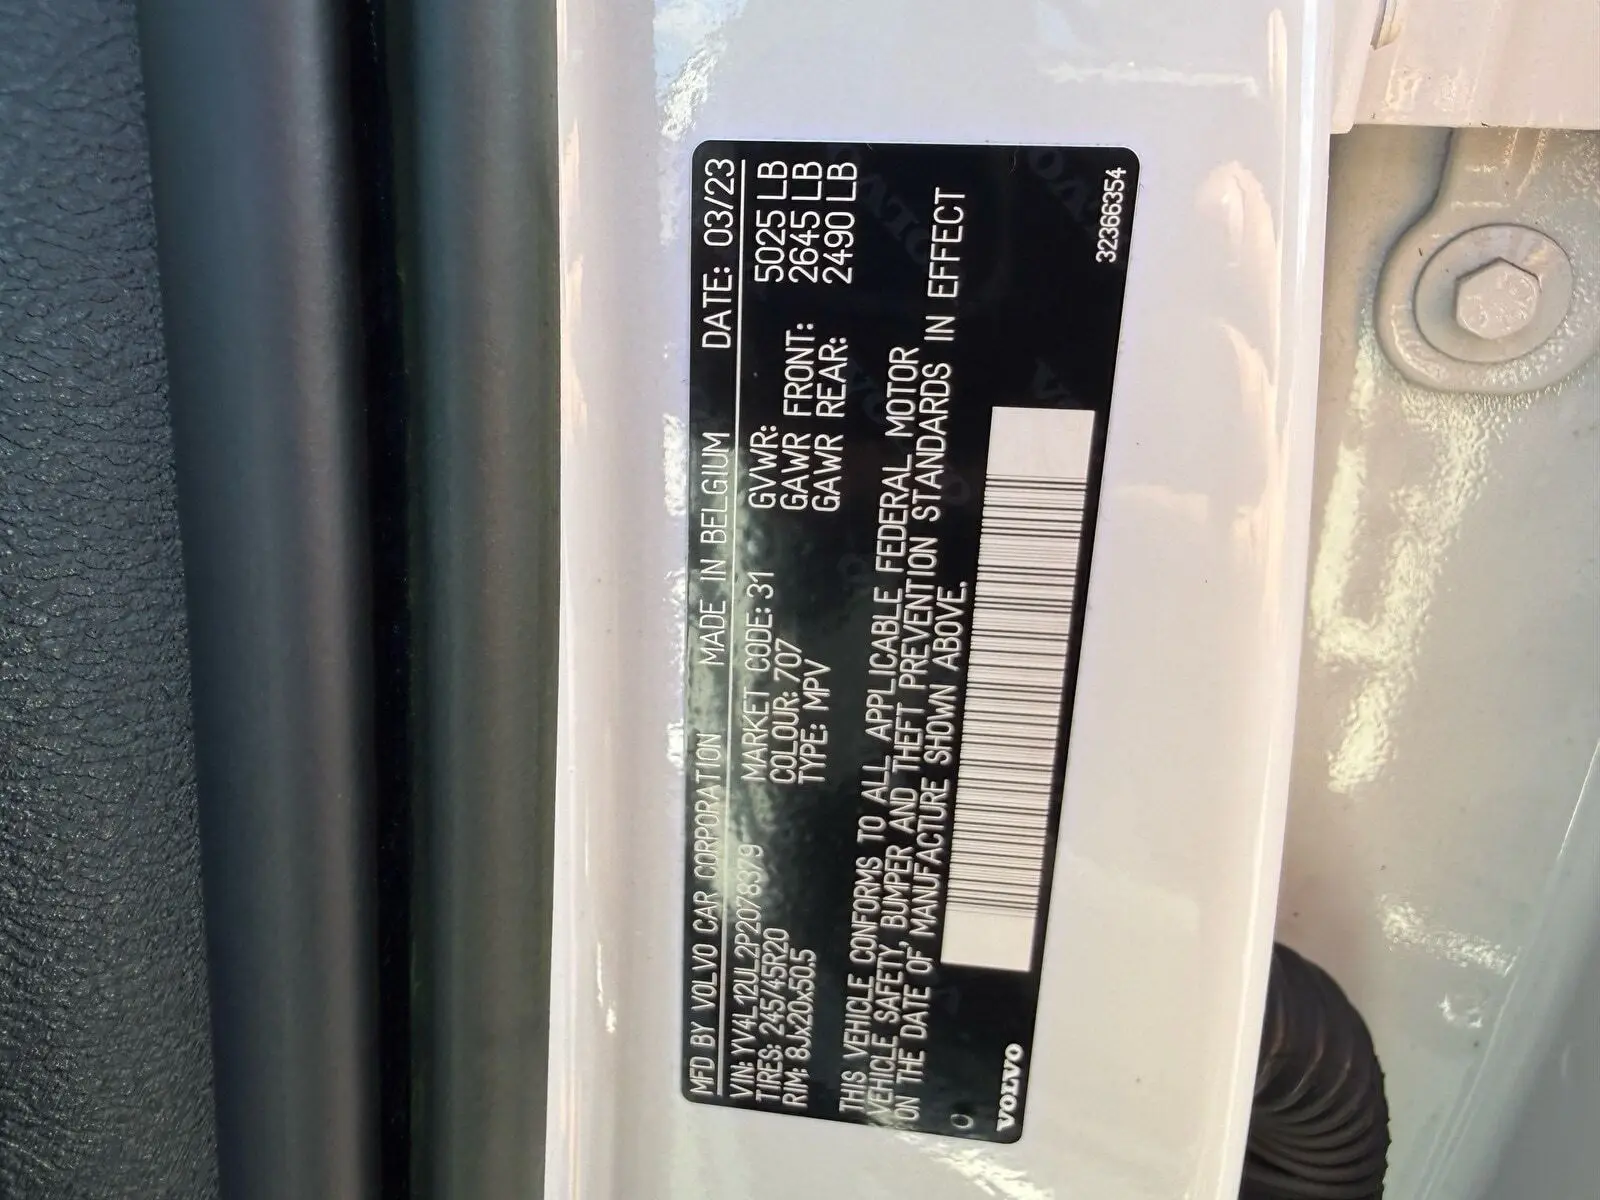 MFD BY VOLVO CAR CORPORATION MADE IN BELGIUM DATE: 03/23
VIN: YV4L12UL2P2078379 MARKET CODE: 31 GVWR: 5025 LB
TIRES: 245/45R20 COLOUR: 707 GAWR FRONT: 2645 LB
RIM: 8Jx20x50.5 TYPE: MPV GAWR REAR: 2490 LB
THIS VEHICLE CONFORMS TO ALL APPLICABLE FEDERAL MOTOR
VEHICLE SAFETY, BUMPER AND THEFT PREVENTION STANDARDS IN EFFECT
ON THE DATE OF MANUFACTURE SHOWN ABOVE.
O
VOLVO
32366354